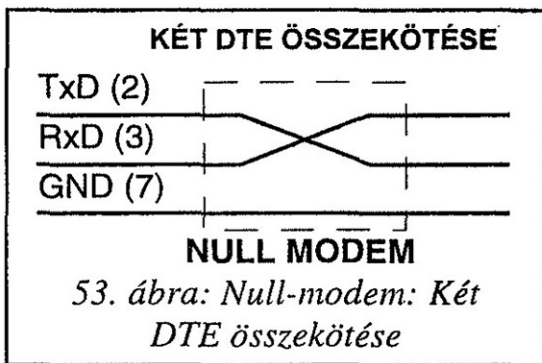 KÉT DTE ÖSSZEKÖTÉSE
TxD (2)
RxD (3)
GND (7)
NULL MODEM
53. ábra: Null-modem: Két
DTE összekötése